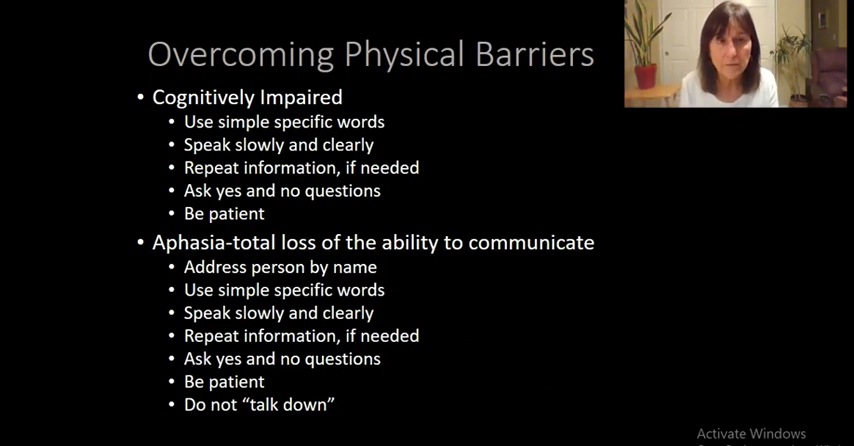 Overcoming Physical Barriers
• Cognitively Impaired
• Use simple specific words
• Speak slowly and clearly
• Repeat information, if needed
• Ask yes and no questions
• Be patient
• Aphasia-total loss of the ability to communicate
• Address person by name
• Use simple specific words
• Speak slowly and clearly
• Repeat information, if needed
• Ask yes and no questions
• Be patient
• Do not “talk down”
Activate Windows